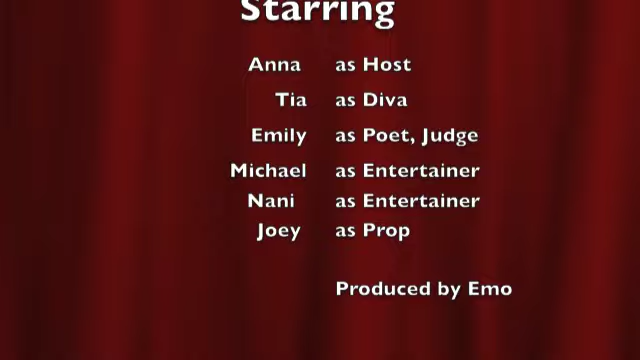 Starring
Anna as Host
Tia as Diva
Emily as Poet, Judge
Michael as Entertainer
Nani as Entertainer
Joey as Prop
Produced by Emo